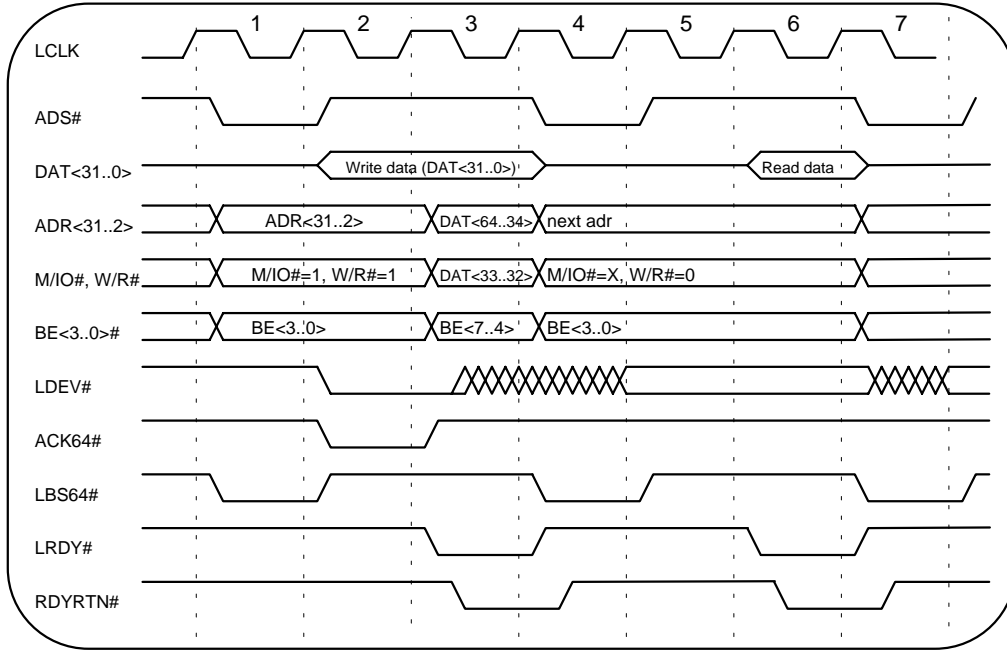 1 2 3 4 5 6 7
LCLK
ADS#
DAT<31..0> Write data (DAT<31..0>) Read data
ADR<31..2> ADR<31..2> DAT<64..34> next adr
M/IO#, W/R# M/IO#=1, W/R#=1 DAT<33..32> M/IO#=X, W/R#=0
BE<3..0># BE<3..0> BE<7..4> BE<3..0>
LDEV#
ACK64#
LBS64#
LRDY#
RDYRTN#